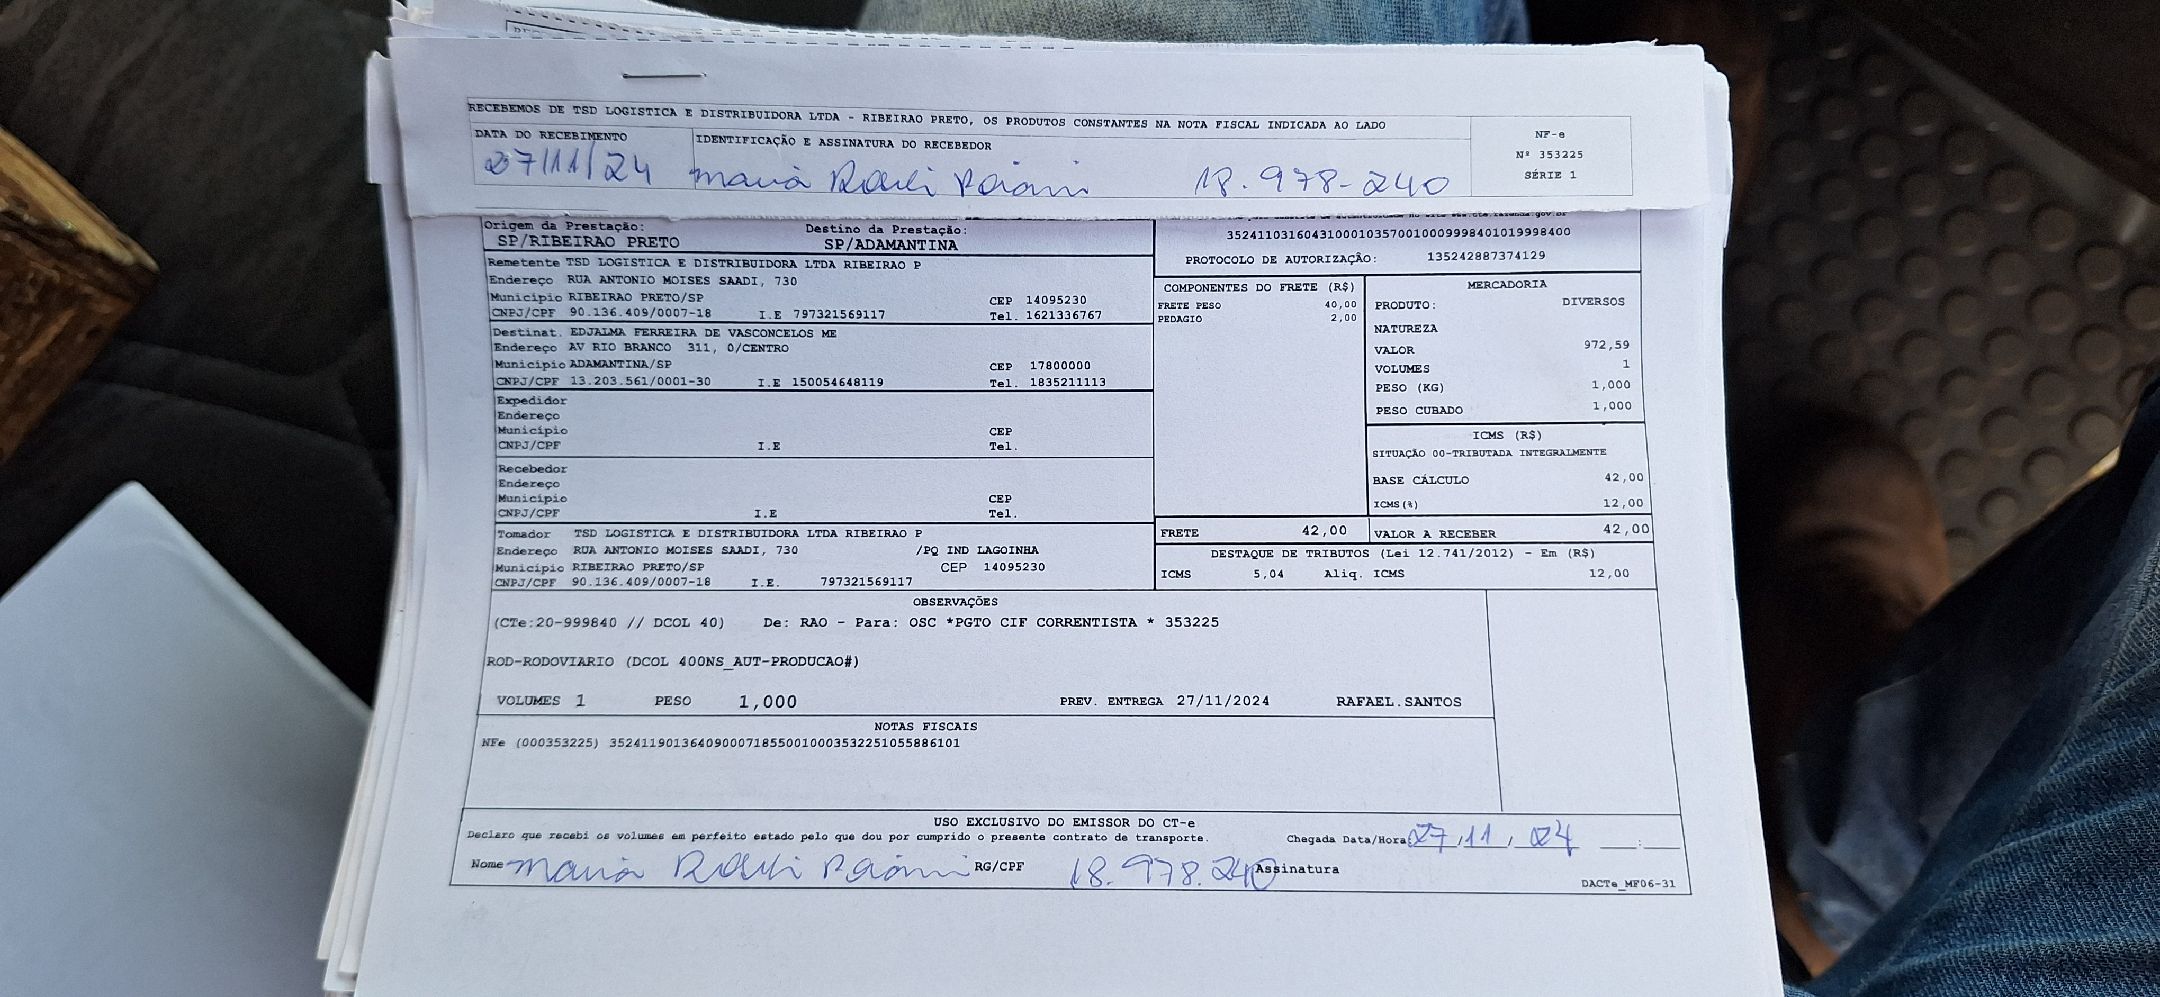 RECEBEMOS DE TSD LOGISTICA E DISTRIBUIDORA LTDA - RIBEIRAO PRETO, OS PRODUTOS CONSTANTES NA NOTA FISCAL INDICADA AO LADO
DATA DO RECEBIMENTO
27/11/24
IDENTIFICAÇÃO E ASSINATURA DO RECEBEDOR
Maria 18.978-240
NF-e
Nº 353225
SÉRIE 1
Origem da Prestação:
SP/RIBEIRAO PRETO
Destino da Prestação:
SP/ADAMANTINA
35241103160431000103570010009998401019998400
PROTOCOLO DE AUTORIZAÇÃO: 135242887374129
Remetente TSD LOGISTICA E DISTRIBUIDORA LTDA RIBEIRAO P
Endereço RUA ANTONIO MOISES SAADI, 730
Município RIBEIRAO PRETO/SP CEP 14095230
CNPJ/CPF 90.136.409/0007-18 I.E 797321569117 Tel. 1621336767
Destinat. EDJALMA FERREIRA DE VASCONCELOS ME
Endereço AV RIO BRANCO 311, 0/CENTRO
Município ADAMANTINA/SP CEP 17800000
CNPJ/CPF 13.203.561/0001-30 I.E 150054648119 Tel. 1835211113
Expedidor
Endereço
Município CEP
CNPJ/CPF I.E Tel.
Recebedor
Endereço
Município CEP
CNPJ/CPF I.E Tel.
Tomador TSD LOGISTICA E DISTRIBUIDORA LTDA RIBEIRAO P
Endereço RUA ANTONIO MOISES SAADI, 730 /PQ IND LAGOINHA
Município RIBEIRAO PRETO/SP CEP 14095230
CNPJ/CPF 90.136.409/0007-18 I.E. 797321569117
COMPONENTES DO FRETE (R$)
FRETE PESO 40,00
PEDAGIO 2,00
MERCADORIA
PRODUTO: DIVERSOS
NATUREZA
VALOR 972,59
VOLUMES 1
PESO (KG) 1,000
PESO CUBADO 1,000
ICMS (R$)
SITUAÇÃO 00-TRIBUTADA INTEGRALMENTE
BASE CÁLCULO 42,00
ICMS(%) 12,00
FRETE 42,00 VALOR A RECEBER 42,00
DESTAQUE DE TRIBUTOS (Lei 12.741/2012) - Em (R$)
ICMS 5,04 Aliq. ICMS 12,00
OBSERVAÇÕES
(CTe:20-999840 // DCOL 40) De: RAO - Para: OSC *PGTO CIF CORRENTISTA * 353225
ROD-RODOVIARIO (DCOL 400NS_AUT-PRODUCAO#)
VOLUMES 1 PESO 1,000 PREV. ENTREGA 27/11/2024 RAFAEL.SANTOS
NOTAS FISCAIS
NFe (000353225) 35241190136409000718550010003532251055886101
USO EXCLUSIVO DO EMISSOR DO CT-e
Declaro que recebi os volumes em perfeito estado pelo que dou por cumprido o presente contrato de transporte. Chegada Data/Hora: 27/11/24 __:__
Nome Maria RG/CPF 18.978.240 Assinatura
DACTe_MF06-31